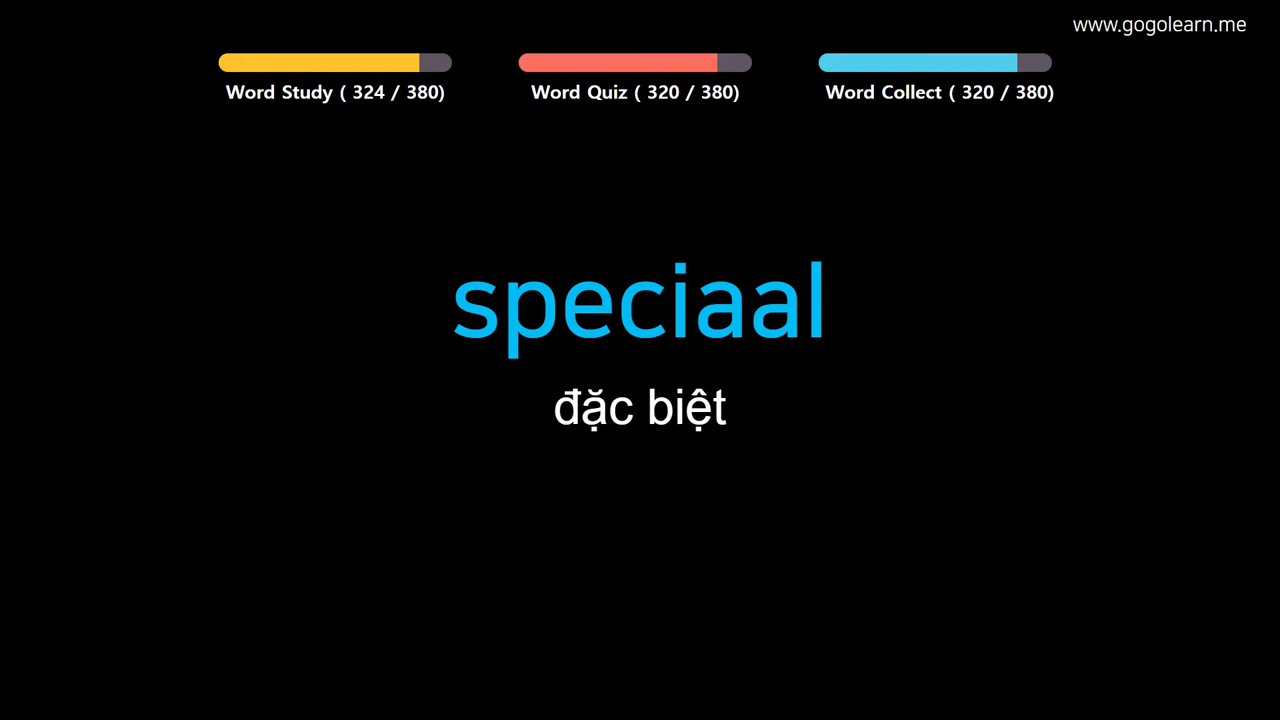 www.gogolearn.me
Word Study ( 324 / 380)
Word Quiz ( 320 / 380)
Word Collect ( 320 / 380)
speciaal
đặc biệt